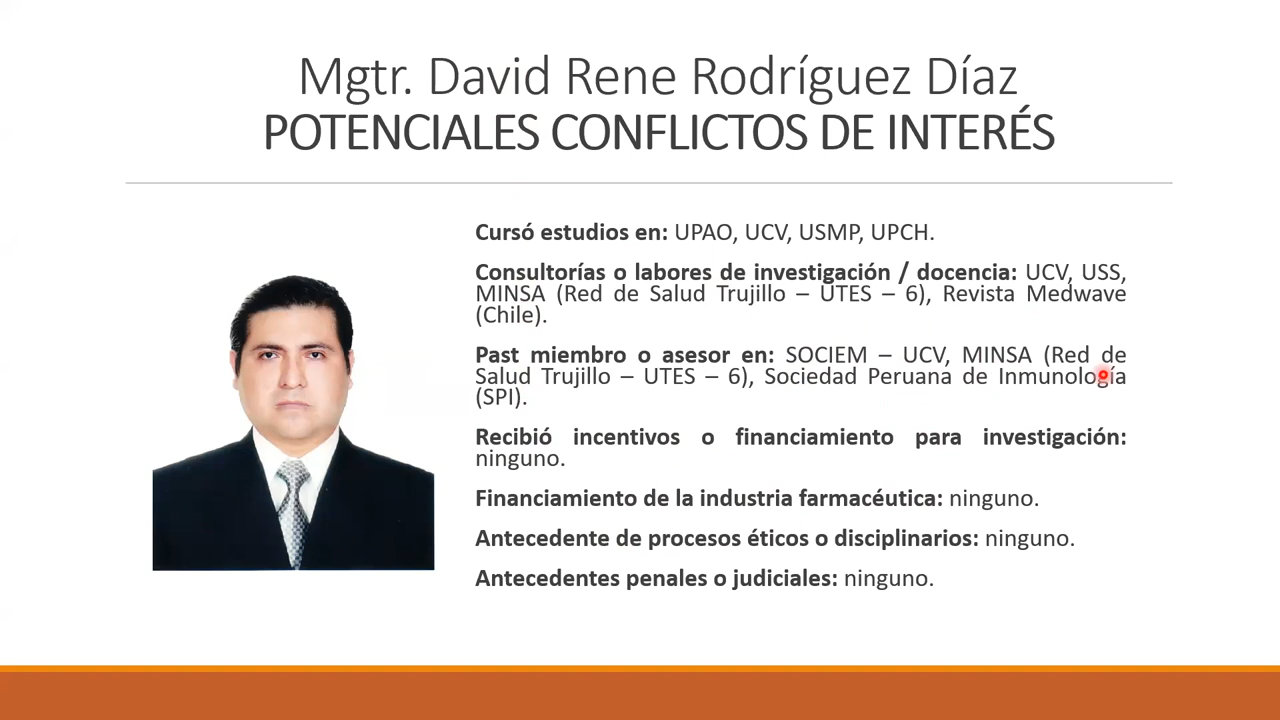 Mgtr. David Rene Rodríguez Díaz
POTENCIALES CONFLICTOS DE INTERÉS
Cursó estudios en: UPAO, UCV, USMP, UPCH.
Consultorías o labores de investigación / docencia: UCV, USS,
MINSA (Red de Salud Trujillo – UTES – 6), Revista Medwave
(Chile).
Past miembro o asesor en: SOCIEM – UCV, MINSA (Red de
Salud Trujillo – UTES – 6), Sociedad Peruana de Inmunología
(SPI).
Recibió incentivos o financiamiento para investigación:
ninguno.
Financiamiento de la industria farmacéutica: ninguno.
Antecedente de procesos éticos o disciplinarios: ninguno.
Antecedentes penales o judiciales: ninguno.